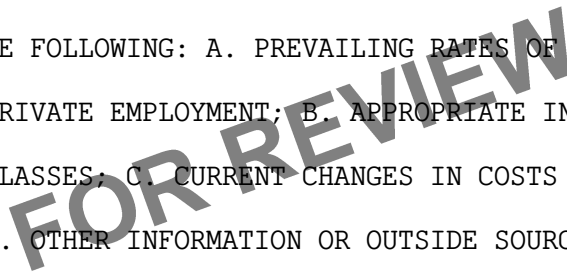 E FOLLOWING: A. PREVAILING RATES OF
RIVATE EMPLOYMENT; B. APPROPRIATE IN
LASSES; C. CURRENT CHANGES IN COSTS
. OTHER INFORMATION OR OUTSIDE SOURC
FOR REVIEW